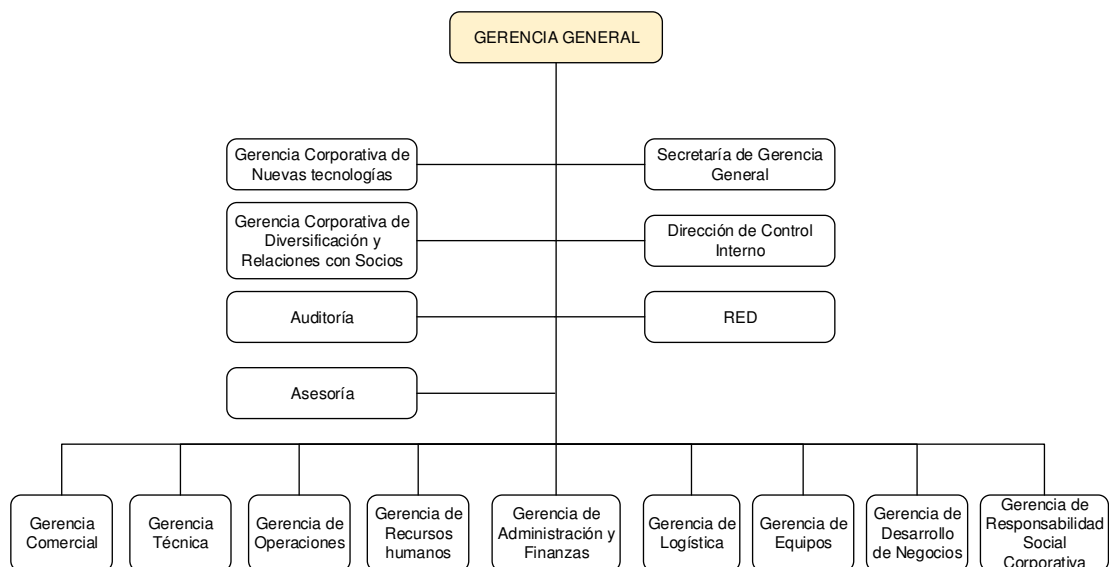 GERENCIA GENERAL
Gerencia Corporativa de
Nuevas tecnologías
Secretaría de Gerencia
General
Gerencia Corporativa de
Diversificación y
Relaciones con Socios
Dirección de Control
Interno
Auditoría
RED
Asesoría
Gerencia
Comercial
Gerencia
Técnica
Gerencia de
Operaciones
Gerencia de
Recursos
humanos
Gerencia de
Administración y
Finanzas
Gerencia de
Logística
Gerencia de
Equipos
Gerencia de
Desarrollo
de Negocios
Gerencia de
Responsabilidad
Social
Corporativa